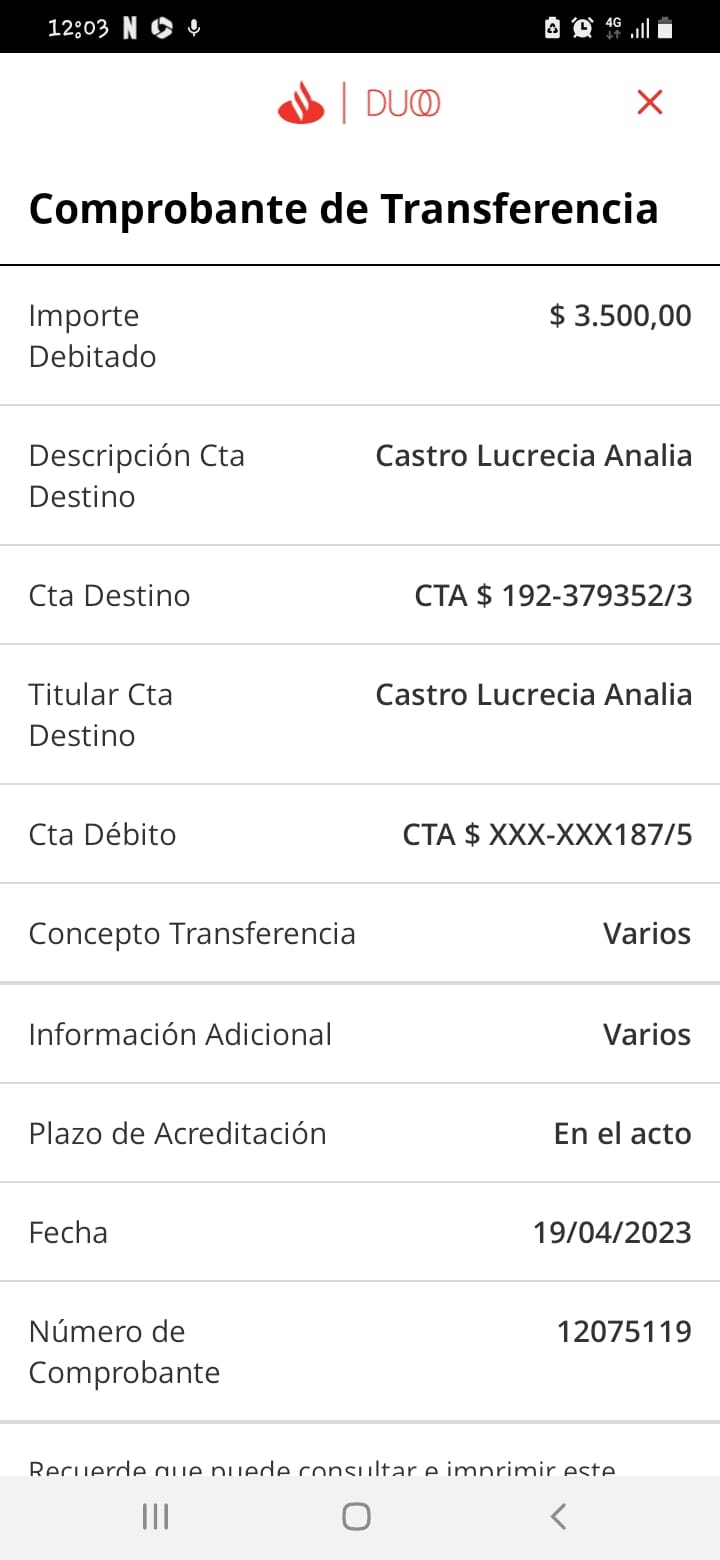 12:03 N 4G
DUO
Comprobante de Transferencia
Importe Debitado
$ 3.500,00
Descripción Cta Destino
Castro Lucrecia Analia
Cta Destino
CTA $ 192-379352/3
Titular Cta Destino
Castro Lucrecia Analia
Cta Débito
CTA $ XXX-XXX187/5
Concepto Transferencia
Varios
Información Adicional
Varios
Plazo de Acreditación
En el acto
Fecha
19/04/2023
Número de Comprobante
12075119
Recuerde que puede consultar e imprimir este